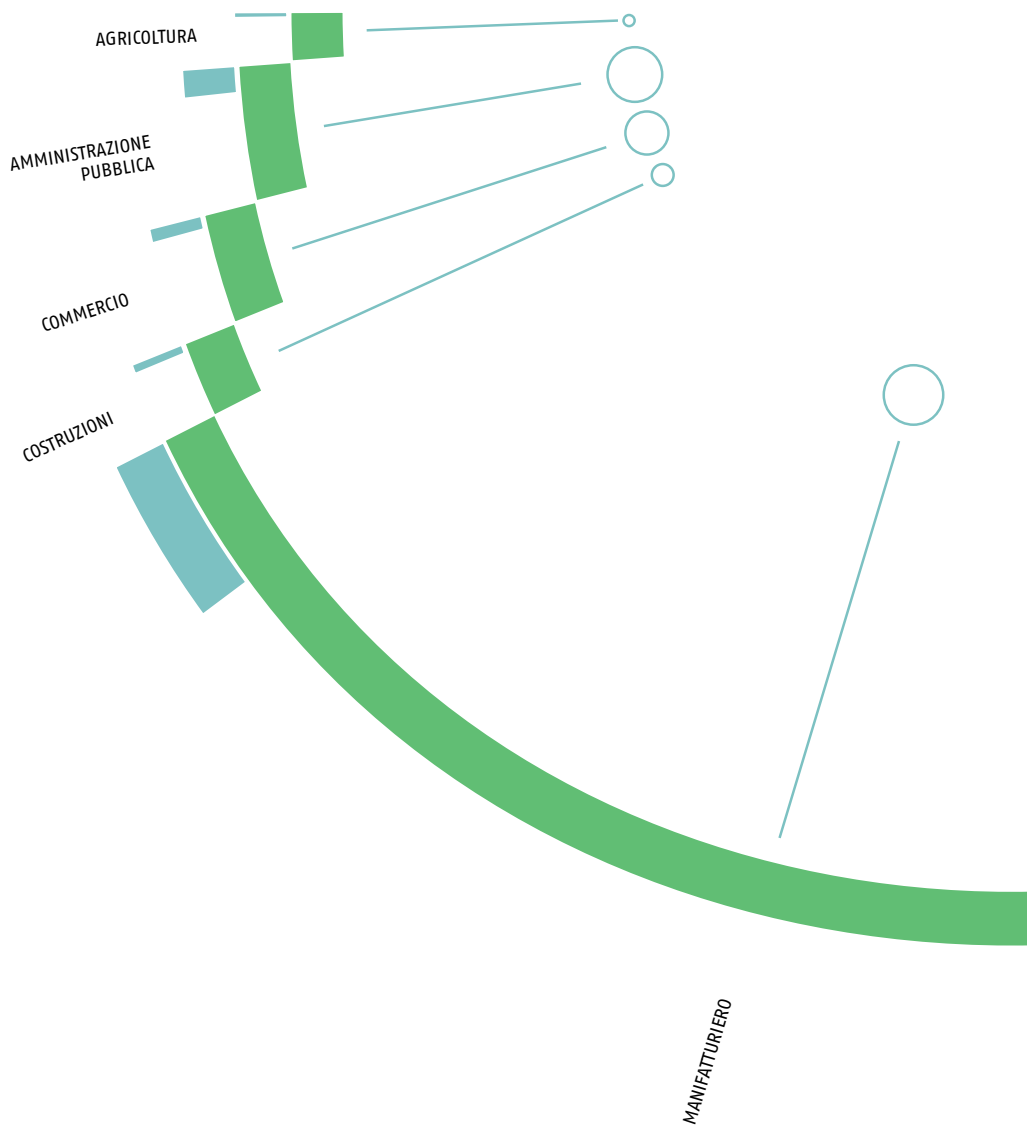 AGRICOLTURA
AMMINISTRAZIONE
PUBBLICA
COMMERCIO
COSTRUZIONI
MANIFATTURIERO